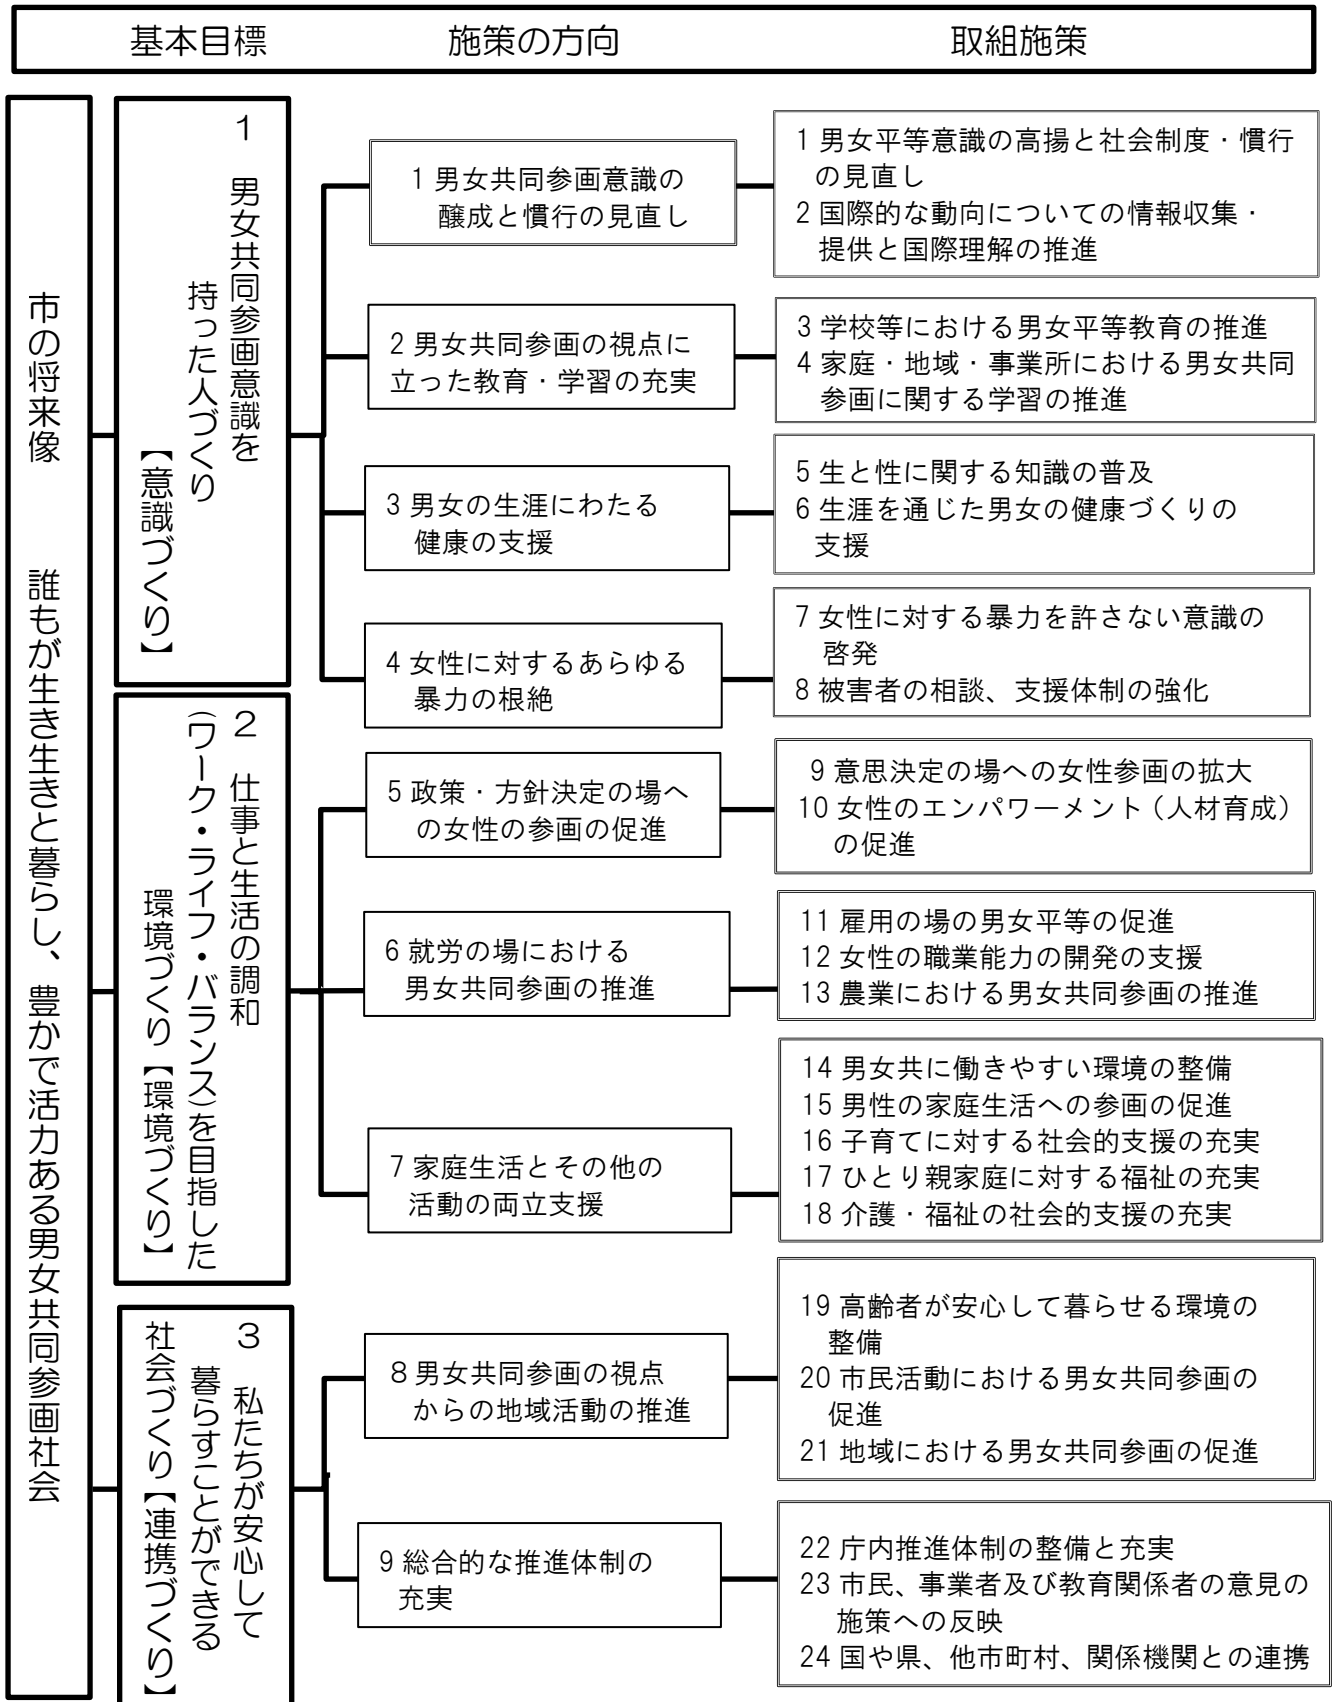 基本目標 施策の方向 取組施策
市の将来像 誰もが生き生きと暮らし、豊かで活力ある男女共同参画社会
1 男女共同参画意識を
持った人づくり
【意識づくり】
1 男女共同参画意識の
醸成と慣行の見直し
1 男女平等意識の高揚と社会制度・慣行
の見直し
2 国際的な動向についての情報収集・
提供と国際理解の推進
2 男女共同参画の視点に
立った教育・学習の充実
3 学校等における男女平等教育の推進
4 家庭・地域・事業所における男女共同
参画に関する学習の推進
3 男女の生涯にわたる
健康の支援
5 生と性に関する知識の普及
6 生涯を通じた男女の健康づくりの
支援
4 女性に対するあらゆる
暴力の根絶
7 女性に対する暴力を許さない意識の
啓発
8 被害者の相談、支援体制の強化
2 仕事と生活の調和
(ワーク・ライフ・バランス)を目指した
環境づくり【環境づくり】
5 政策・方針決定の場へ
の女性の参画の促進
9 意思決定の場への女性参画の拡大
10 女性のエンパワーメント(人材育成)
の促進
6 就労の場における
男女共同参画の推進
11 雇用の場の男女平等の促進
12 女性の職業能力の開発の支援
13 農業における男女共同参画の推進
7 家庭生活とその他の
活動の両立支援
14 男女共に働きやすい環境の整備
15 男性の家庭生活への参画の促進
16 子育てに対する社会的支援の充実
17 ひとり親家庭に対する福祉の充実
18 介護・福祉の社会的支援の充実
3 私たちが安心して
暮らすことができる
社会づくり【連携づくり】
8 男女共同参画の視点
からの地域活動の推進
19 高齢者が安心して暮らせる環境の
整備
20 市民活動における男女共同参画の
促進
21 地域における男女共同参画の促進
9 総合的な推進体制の
充実
22 庁内推進体制の整備と充実
23 市民、事業者及び教育関係者の意見の
施策への反映
24 国や県、他市町村、関係機関との連携